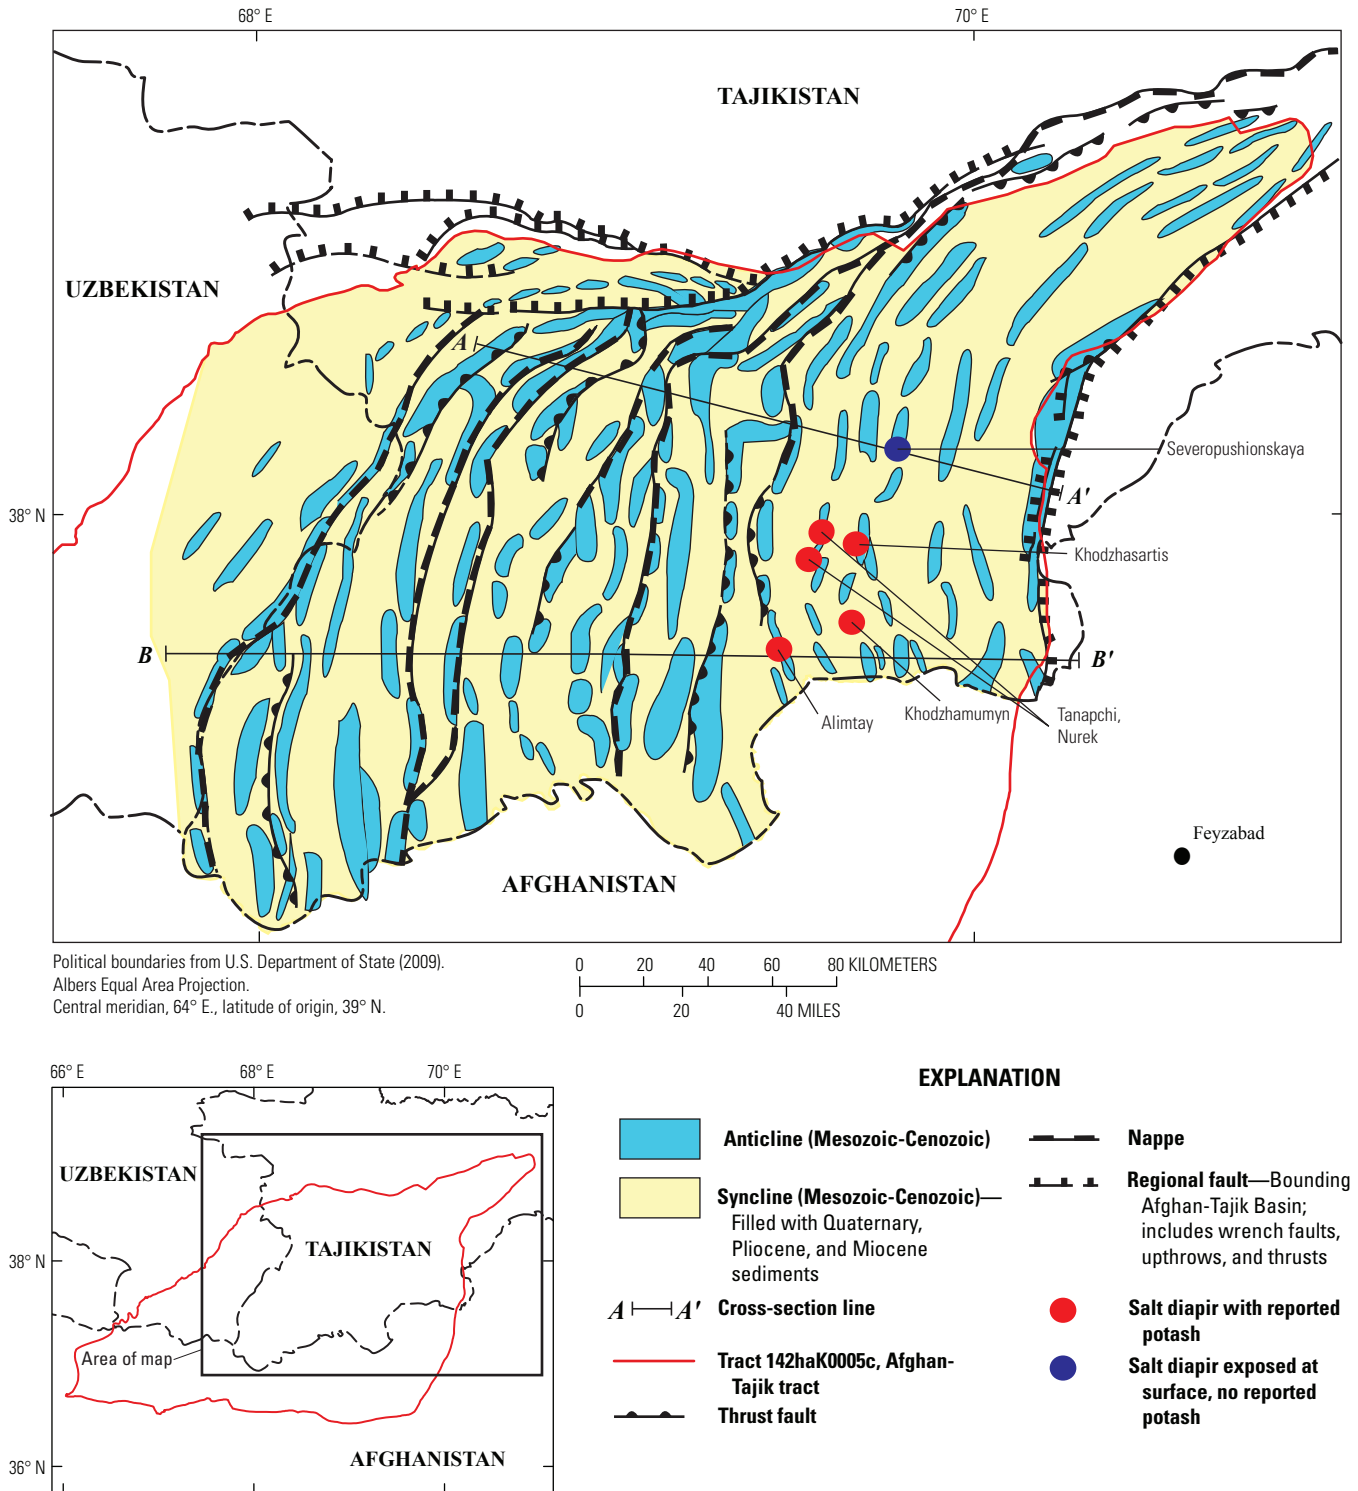 68° E
70° E
TAJIKISTAN
UZBEKISTAN
A
Severopushionskaya
A'
38° N
Khodzhasartis
B
B'
Alimtay
Khodzhamumyn
Tanapchi,
Nurek
Feyzabad
AFGHANISTAN
Political boundaries from U.S. Department of State (2009).
Albers Equal Area Projection.
Central meridian, 64° E., latitude of origin, 39° N.
0 20 40 60 80 KILOMETERS
0 20 40 MILES
66° E
68° E
70° E
UZBEKISTAN
TAJIKISTAN
38° N
Area of map
AFGHANISTAN
36° N
EXPLANATION
Anticline (Mesozoic-Cenozoic)
Syncline (Mesozoic-Cenozoic)—
Filled with Quaternary,
Pliocene, and Miocene
sediments
A A' Cross-section line
Tract 142haK0005c, Afghan-
Tajik tract
Thrust fault
Nappe
Regional fault—Bounding
Afghan-Tajik Basin;
includes wrench faults,
upthrows, and thrusts
Salt diapir with reported
potash
Salt diapir exposed at
surface, no reported
potash